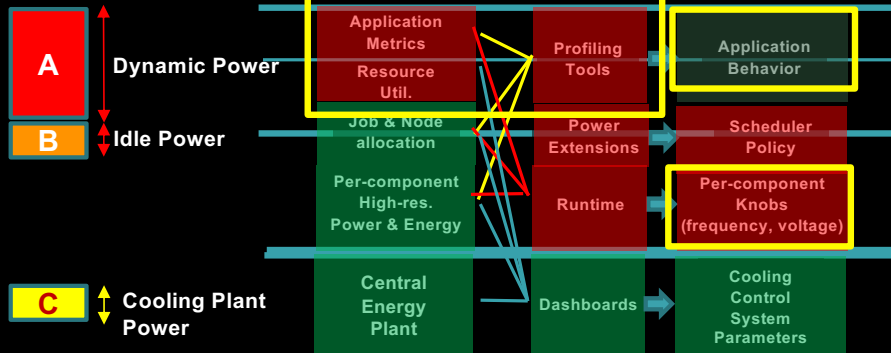 A
Dynamic Power
B
Idle Power
C
Cooling Plant
Power
Application
Metrics
Resource
Util.
Job & Node
allocation
Per-component
High-res.
Power & Energy
Central
Energy
Plant
Profiling
Tools
Power
Extensions
Runtime
Dashboards
Application
Behavior
Scheduler
Policy
Per-component
Knobs
(frequency, voltage)
Cooling
Control
System
Parameters